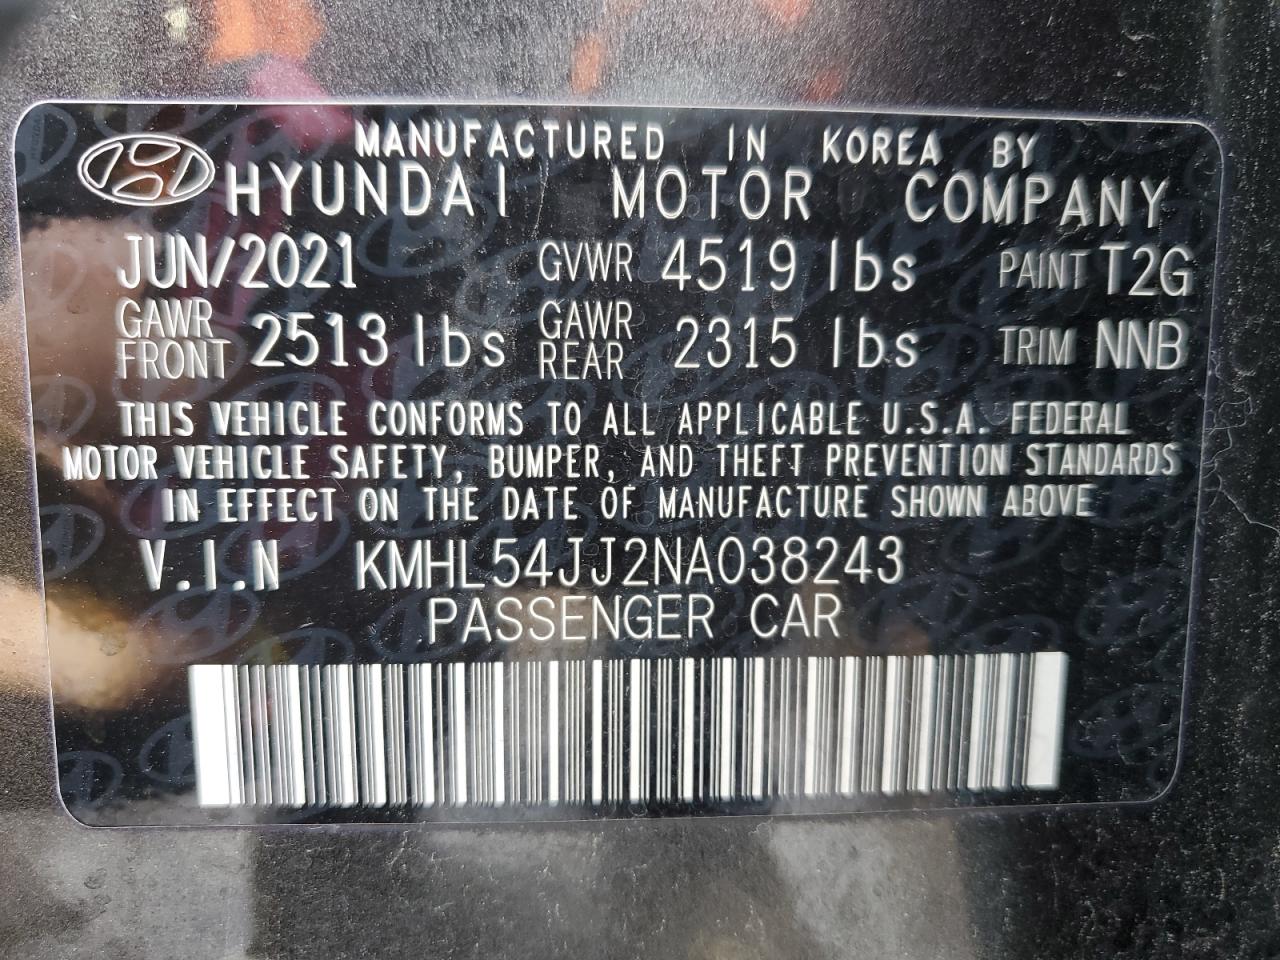 MANUFACTURED IN KOREA BY
HYUNDAI MOTOR COMPANY
JUN/2021 GVWR 4519 lbs PAINT T2G
GAWR FRONT 2513 lbs GAWR REAR 2315 lbs TRIM NNB
THIS VEHICLE CONFORMS TO ALL APPLICABLE U.S.A. FEDERAL
MOTOR VEHICLE SAFETY, BUMPER, AND THEFT PREVENTION STANDARDS
IN EFFECT ON THE DATE OF MANUFACTURE SHOWN ABOVE
V.I.N KMHL54JJ2NA038243
PASSENGER CAR